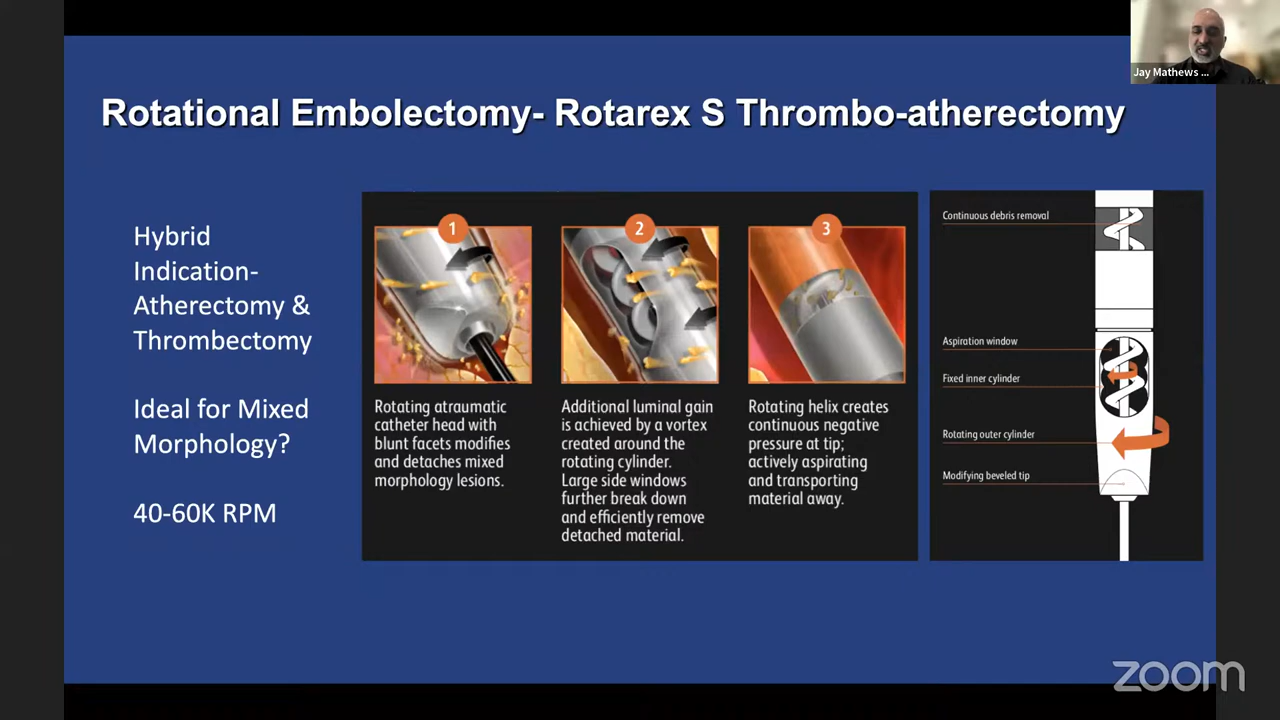 Jay Mathews ...
Rotational Embolectomy- Rotarex S Thrombo-atherectomy
Hybrid
Indication-
Atherectomy &
Thrombectomy
Ideal for Mixed
Morphology?
40-60K RPM
1
Rotating atraumatic
catheter head with
blunt facets modifies
and detaches mixed
morphology lesions.
2
Additional luminal gain
is achieved by a vortex
created around the
rotating cylinder.
Large side windows
further break down
and efficiently remove
detached material.
3
Rotating helix creates
continuous negative
pressure at tip;
actively aspirating
and transporting
material away.
Continuous debris removal
Aspiration window
Fixed inner cylinder
Rotating outer cylinder
Modifying beveled tip
zoom